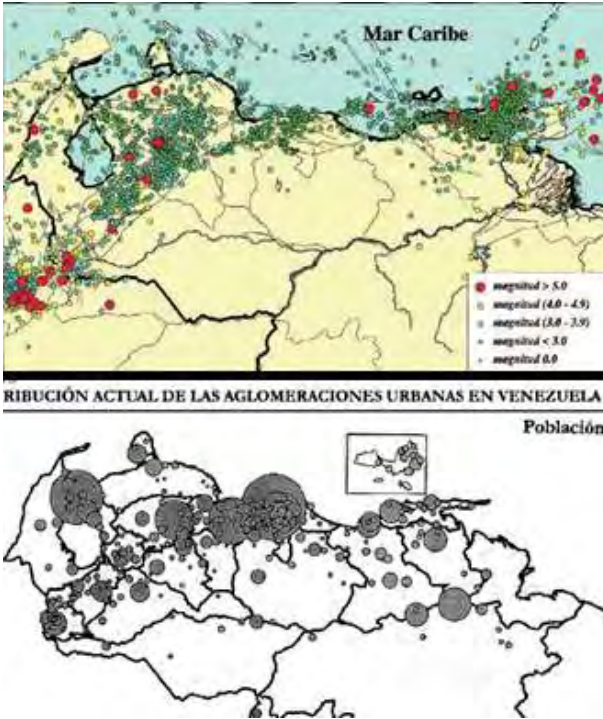 Mar Caribe
magnitud > 5.0
magnitud (4.0 - 4.9)
magnitud (3.0 - 3.9)
magnitud < 3.0
magnitud 0.0
RIBUCIÓN ACTUAL DE LAS AGLOMERACIONES URBANAS EN VENEZUELA
Población